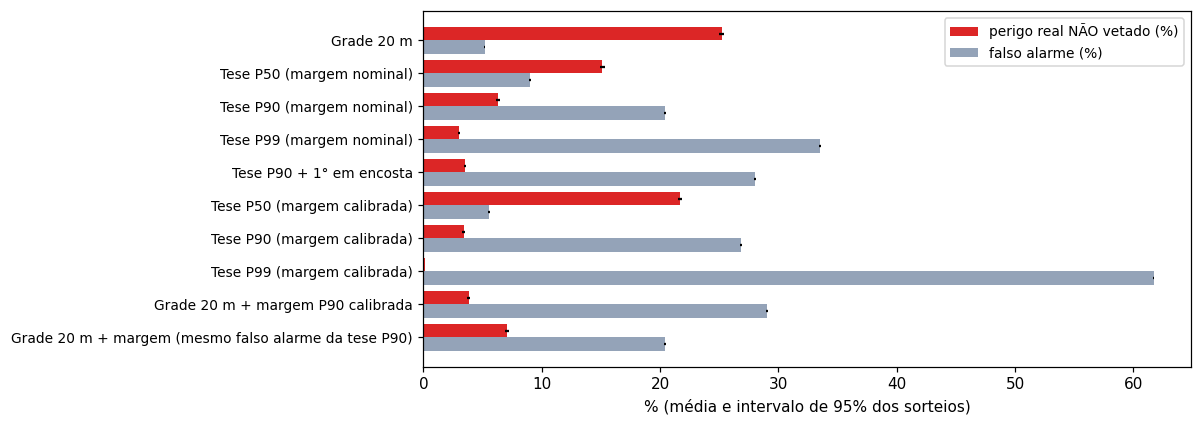 perigo real NÃO vetado (%)
falso alarme (%)
Grade 20 m
Tese P50 (margem nominal)
Tese P90 (margem nominal)
Tese P99 (margem nominal)
Tese P90 + 1° em encosta
Tese P50 (margem calibrada)
Tese P90 (margem calibrada)
Tese P99 (margem calibrada)
Grade 20 m + margem P90 calibrada
Grade 20 m + margem (mesmo falso alarme da tese P90)
0 10 20 30 40 50 60
% (média e intervalo de 95% dos sorteios)